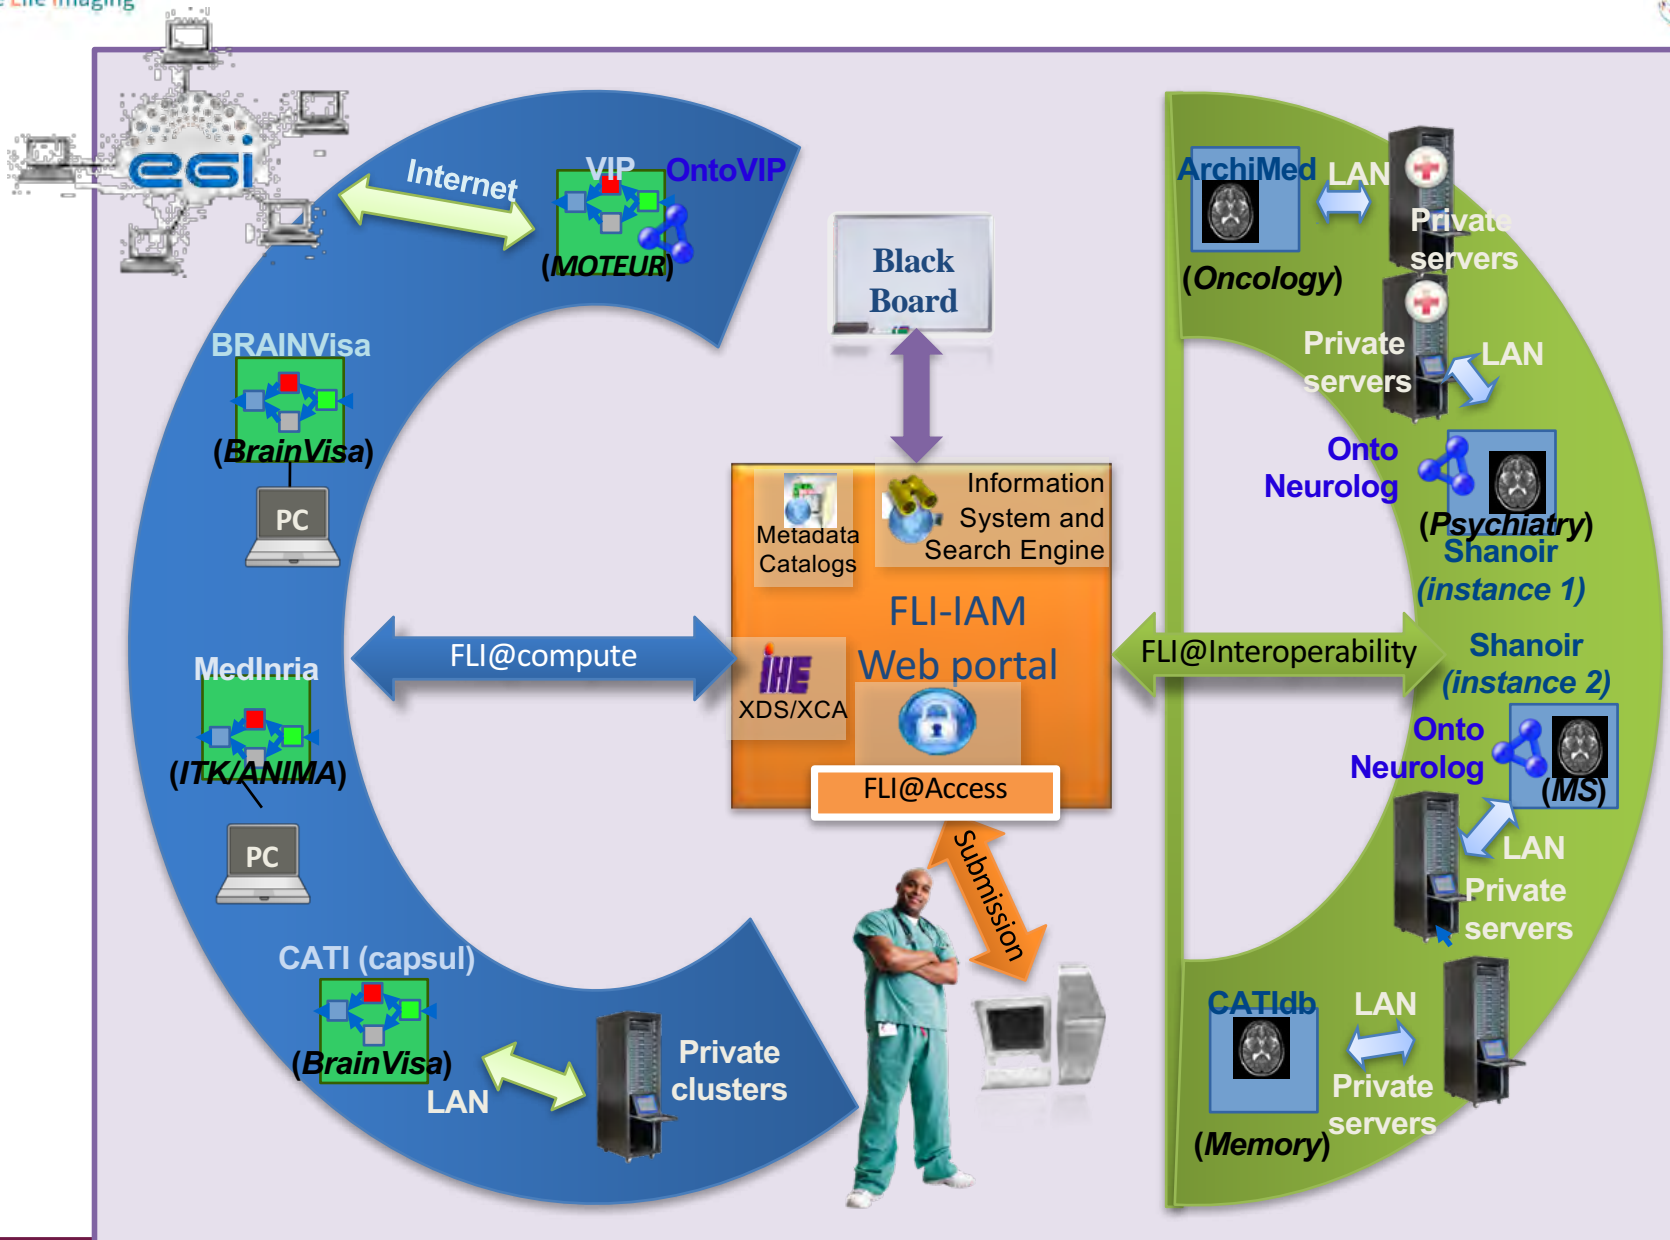 Life Imaging
egi
Internet
VIP
OntoVIP
(MOTEUR)
BRAINVisa
(BrainVisa)
PC
MedInria
(ITK/ANIMA)
PC
CATI (capsul)
(BrainVisa)
LAN
Private
clusters
FLI@compute
Black
Board
Metadata
Catalogs
Information
System and
Search Engine
FLI-IAM
Web portal
IHE
XDS/XCA
FLI@Access
Submission
FLI@Interoperability
ArchiMed
LAN
Private
servers
(Oncology)
Private
servers
LAN
Onto
Neurolog
(Psychiatry)
Shanoir
(instance 1)
Shanoir
(instance 2)
Onto
Neurolog
(MS)
LAN
Private
servers
CATIdb
LAN
Private
servers
(Memory)